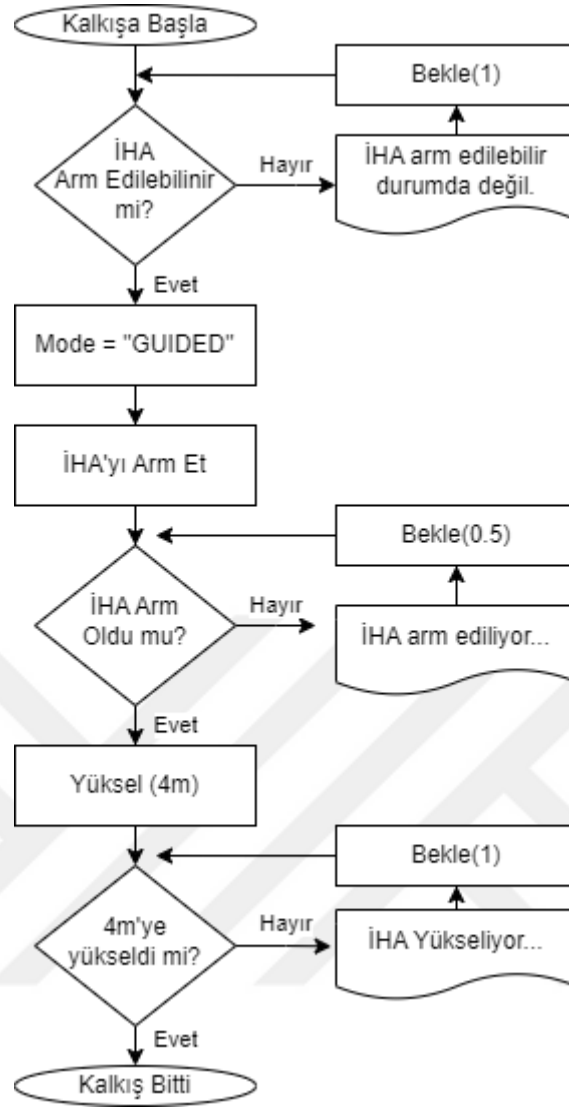 Kalkışa Başla
Bekle(1)
İHA
Arm Edilebilinir
mi?
Hayır
İHA arm edilebilir
durumda değil.
Evet
Mode = "GUIDED"
İHA'yı Arm Et
Bekle(0.5)
İHA Arm
Oldu mu?
Hayır
İHA arm ediliyor...
Evet
Yüksel (4m)
Bekle(1)
4m'ye
yükseldi mi?
Hayır
İHA Yükseliyor...
Evet
Kalkış Bitti